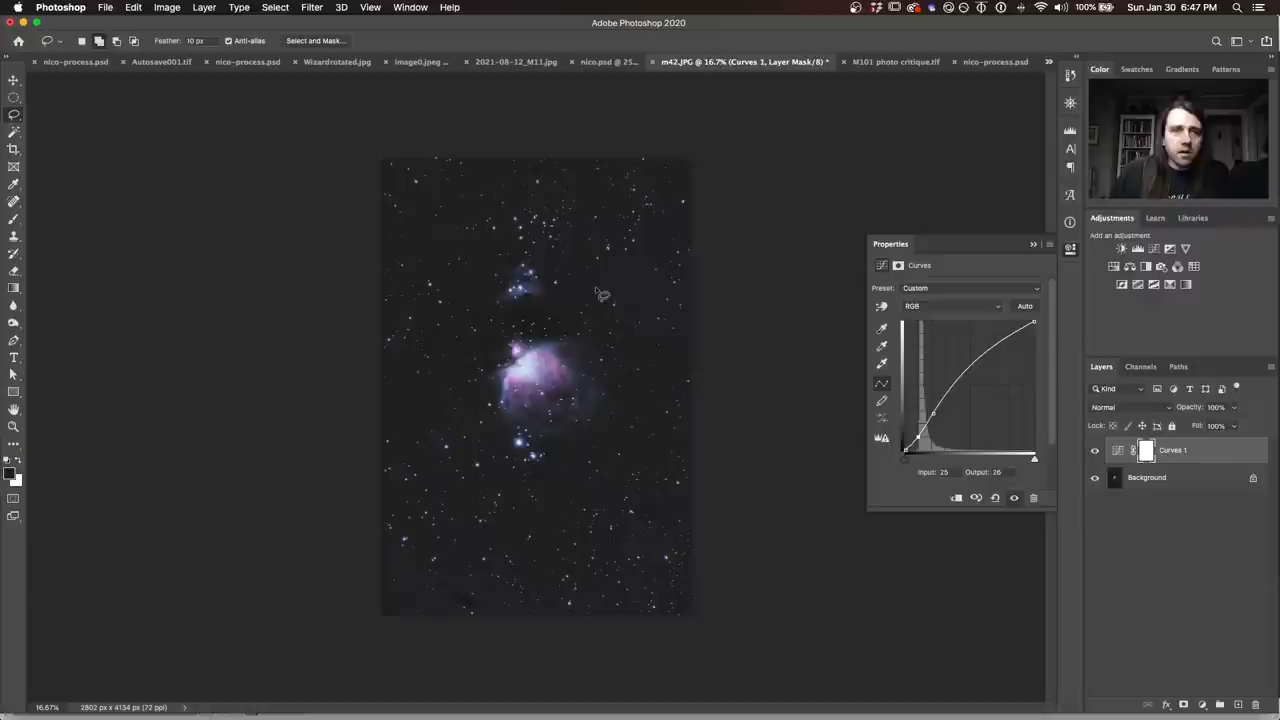 Photoshop File Edit Image Layer Type Select Filter 3D View Window Help 100% Sun Jan 30 6:47 PM
Adobe Photoshop 2020
Feather: 10 px Anti-alias Select and Mask...
nico-process.psd Autosave001.tif nico-process.psd Wizardrotated.jpg image0.jpeg ... 2021-08-12_M11.jpg nico.psd @ 25... m42.JPG @ 16.7% (Curves 1, Layer Mask/8) * M101 photo critique.tif nico-process.psd
Color Swatches Gradients Patterns
Adjustments Learn Libraries
Add an adjustment
Properties
Curves
Preset: Custom
RGB Auto
Input: 25 Output: 26
Layers Channels Paths
Kind
Normal Opacity: 100%
Lock: Fill: 100%
Curves 1
Background
16.67% 2802 px x 4134 px (72 ppi)